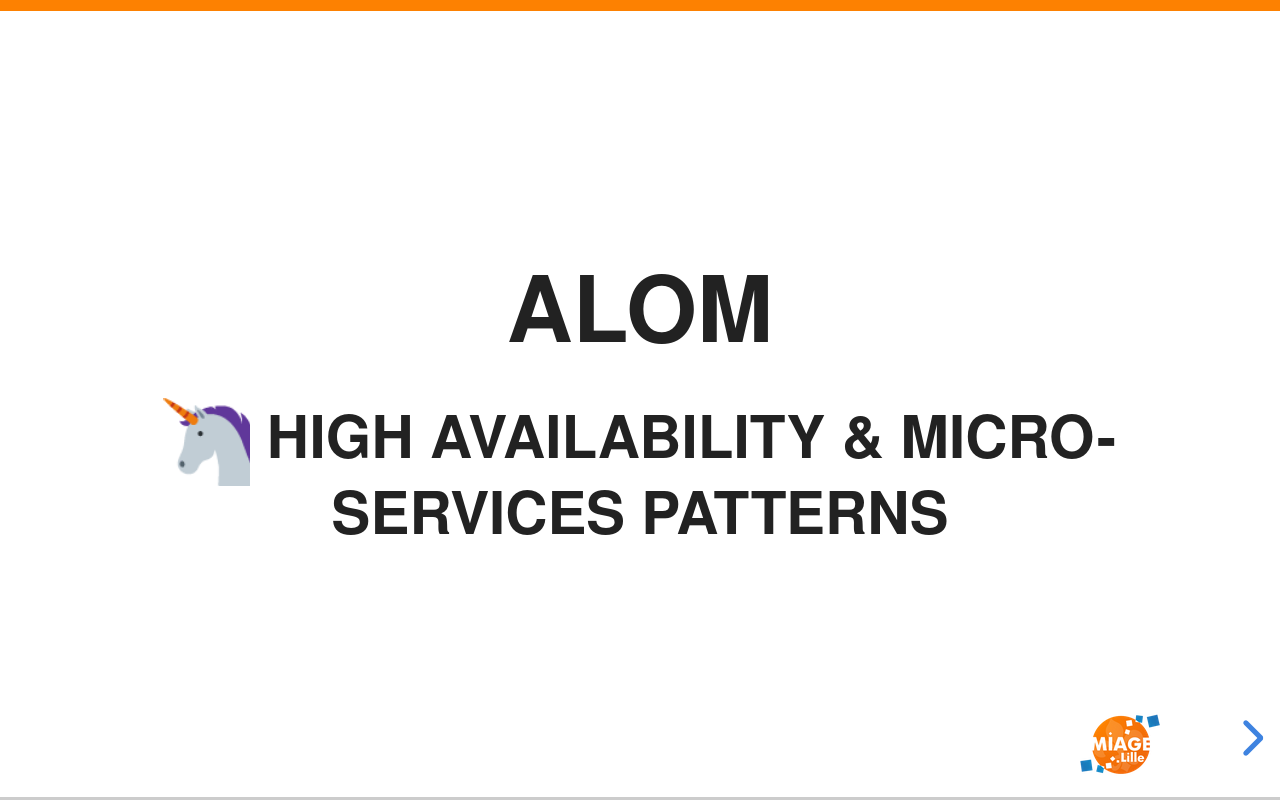 ALOM
🦄 HIGH AVAILABILITY & MICRO-
SERVICES PATTERNS
MIAGE
Lille